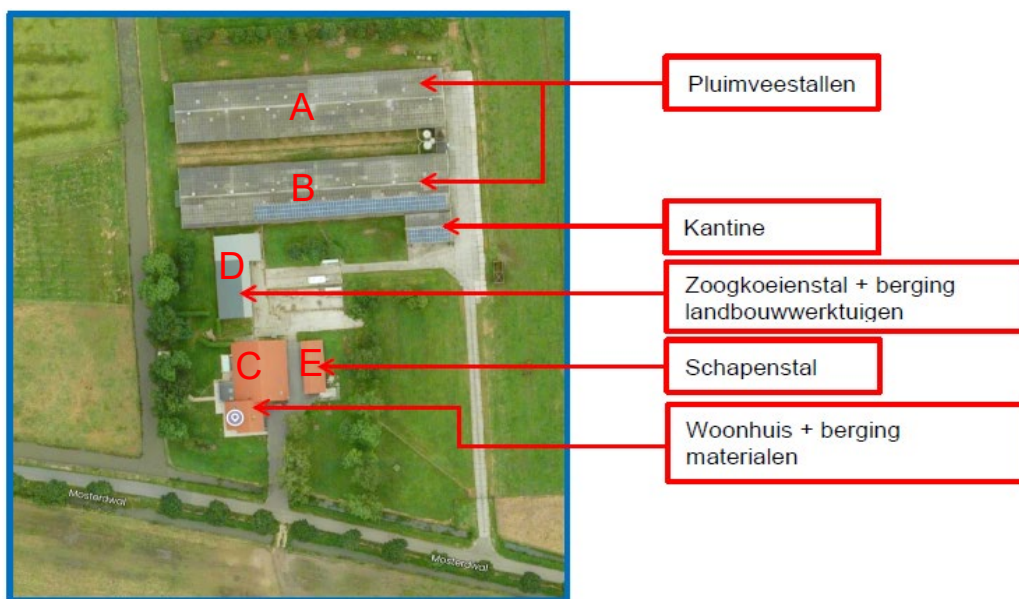 A
Pluimveestallen
B
Kantine
D
Zoogkoeienstal + berging
landbouwwerktuigen
C
E
Schapenstal
Woonhuis + berging
materialen
Mosterdwal
Mosterdwal